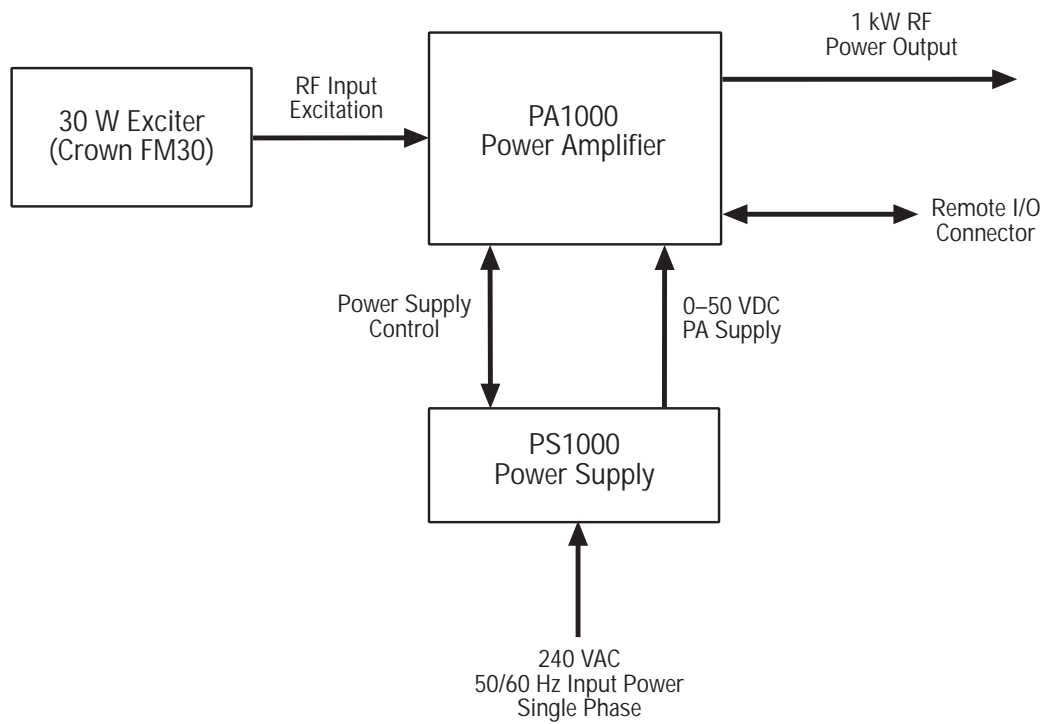 1 kW RF
Power Output
30 W Exciter
(Crown FM30)
RF Input
Excitation
PA1000
Power Amplifier
Remote I/O
Connector
Power Supply
Control
0–50 VDC
PA Supply
PS1000
Power Supply
240 VAC
50/60 Hz Input Power
Single Phase